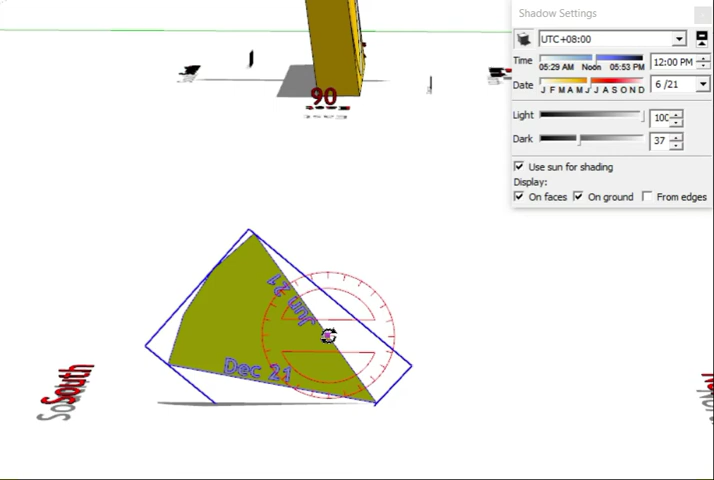 Shadow Settings
UTC+08:00
Time
05:29 AM Noon 05:53 PM
12:00 PM
Date
J F M A M J J A S O N D
6 /21
Light
100
Dark
37
Use sun for shading
Display:
On faces
On ground
From edges
90
East
Jun 21
Dec 21
South